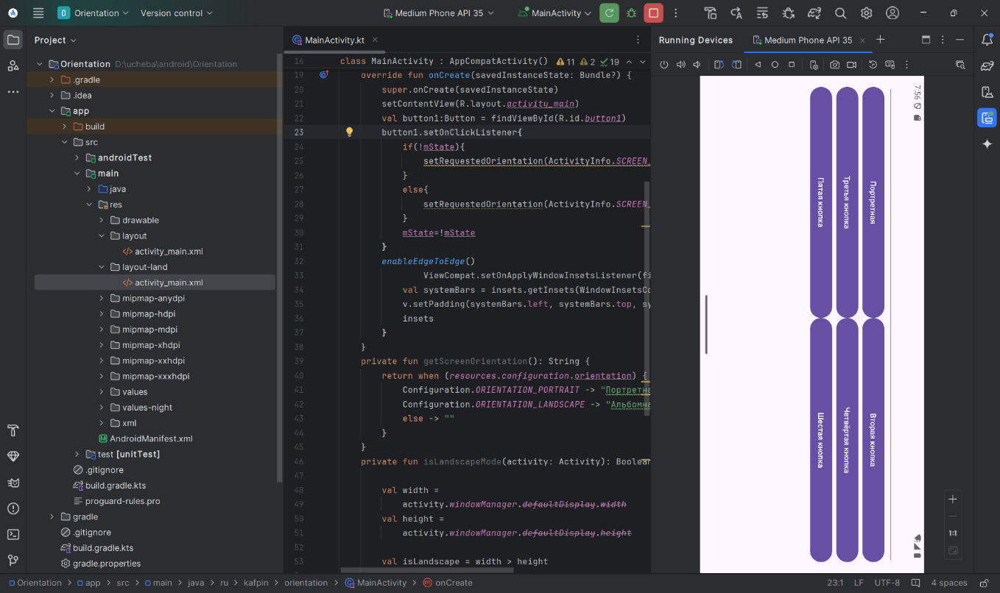 O Orientation Version control Medium Phone API 35 MainActivity
Project
Orientation D:\ucheba\android\Orientation
.gradle
.idea
app
build
src
androidTest
main
java
res
drawable
layout
activity_main.xml
layout-land
activity_main.xml
mipmap-anydpi
mipmap-hdpi
mipmap-mdpi
mipmap-xhdpi
mipmap-xxhdpi
mipmap-xxxhdpi
values
values-night
xml
AndroidManifest.xml
test [unitTest]
.gitignore
build.gradle.kts
proguard-rules.pro
gradle
.gitignore
build.gradle.kts
gradle.properties
MainActivity.kt
16 class MainActivity : AppCompatActivity() 11 2 19
19 override fun onCreate(savedInstanceState: Bundle?) {
20 super.onCreate(savedInstanceState)
21 setContentView(R.layout.activity_main)
22 val button1:Button = findViewById(R.id.button1)
23 button1.setOnClickListener{
24 if(!mState){
25 setRequestedOrientation(ActivityInfo.SCREEN_
26 }
27 else{
28 setRequestedOrientation(ActivityInfo.SCREEN_
29 }
30 mState=!mState
31 }
32 enableEdgeToEdge()
33 ViewCompat.setOnApplyWindowInsetsListener(fi
34 val systemBars = insets.getInsets(WindowInsetsCo
35 v.setPadding(systemBars.left, systemBars.top, sy
36 insets
37 }
38 }
39 private fun getScreenOrientation(): String {
40 return when (resources.configuration.orientation) {
41 Configuration.ORIENTATION_PORTRAIT -> "Портретна
42 Configuration.ORIENTATION_LANDSCAPE -> "Альбомна
43 else -> ""
44 }
45 }
46 private fun isLandscapeMode(activity: Activity): Boolean
47
48 val width =
49 activity.windowManager.defaultDisplay.width
50 val height =
51 activity.windowManager.defaultDisplay.height
52
53 val isLandscape = width > height
Running Devices Medium Phone API 35
7:56
Портретная
Вторая кнопка
Третья кнопка
Четвёртая кнопка
Пятая кнопка
Шестая кнопка
1:1
Orientation > app > src > main > java > ru > kafpin > orientation > MainActivity > onCreate
23:1 LF UTF-8 4 spaces